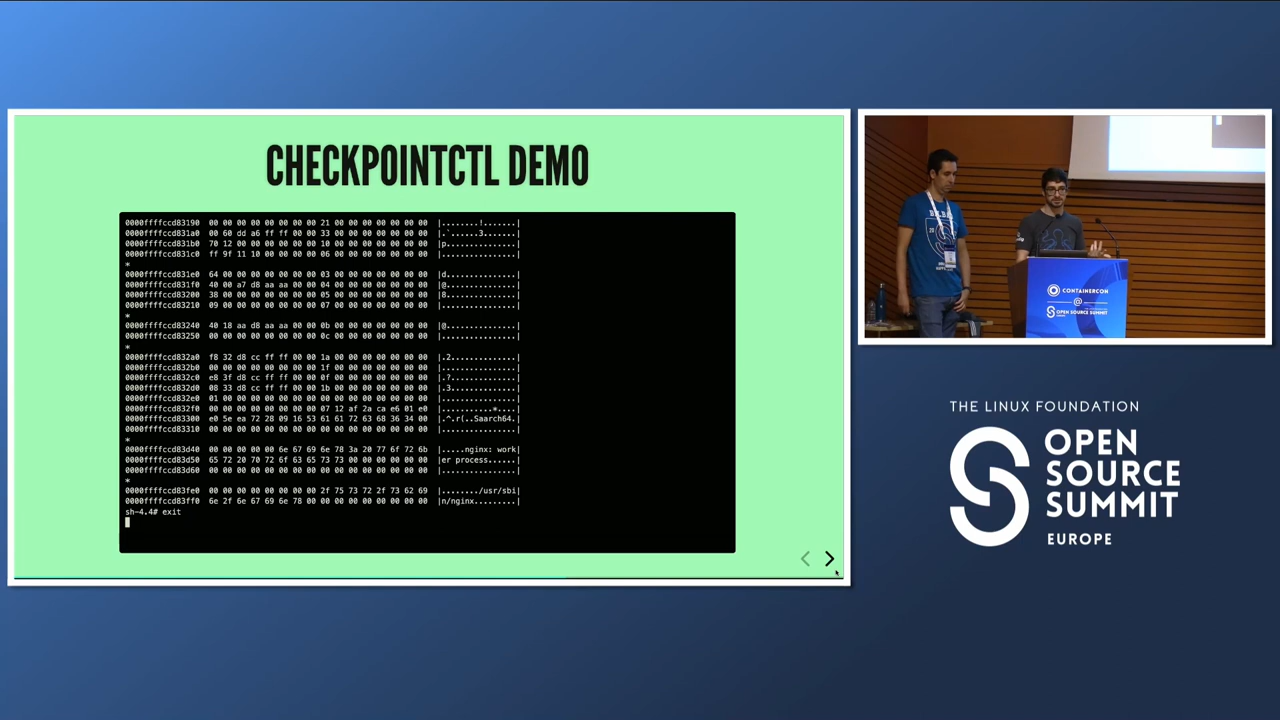 CHECKPOINTCTL DEMO
0000ffffccd83190 00 00 00 00 00 00 00 00 21 00 00 00 00 00 00 00 |........!.......|
0000ffffccd831a0 00 60 dd a6 ff ff 00 00 33 00 00 00 00 00 00 00 |.`......3.......|
0000ffffccd831b0 70 12 00 00 00 00 00 00 10 00 00 00 00 00 00 00 |p...............|
0000ffffccd831c0 ff 9f 11 10 00 00 00 00 06 00 00 00 00 00 00 00 |................|
*
0000ffffccd831e0 64 00 00 00 00 00 00 00 03 00 00 00 00 00 00 00 |d...............|
0000ffffccd831f0 40 00 a7 d8 aa aa 00 00 04 00 00 00 00 00 00 00 |@...............|
0000ffffccd83200 38 00 00 00 00 00 00 00 05 00 00 00 00 00 00 00 |8...............|
0000ffffccd83210 09 00 00 00 00 00 00 00 07 00 00 00 00 00 00 00 |................|
*
0000ffffccd83240 40 18 aa d8 aa aa 00 00 0b 00 00 00 00 00 00 00 |@...............|
0000ffffccd83250 00 00 00 00 00 00 00 00 0c 00 00 00 00 00 00 00 |................|
*
0000ffffccd832a0 f8 32 d8 cc ff ff 00 00 1a 00 00 00 00 00 00 00 |.2..............|
0000ffffccd832b0 00 00 00 00 00 00 00 00 1f 00 00 00 00 00 00 00 |................|
0000ffffccd832c0 e8 3f d8 cc ff ff 00 00 0f 00 00 00 00 00 00 00 |.?..............|
0000ffffccd832d0 08 33 d8 cc ff ff 00 00 1b 00 00 00 00 00 00 00 |.3..............|
0000ffffccd832e0 01 00 00 00 00 00 00 00 00 00 00 00 00 00 00 00 |................|
0000ffffccd832f0 00 00 00 00 00 00 00 00 07 12 af 2a ca e6 01 e0 |...........*....|
0000ffffccd83300 e0 5e ea 72 28 09 16 53 61 61 72 63 68 36 34 00 |.^.r(..Saarch64.|
0000ffffccd83310 00 00 00 00 00 00 00 00 00 00 00 00 00 00 00 00 |................|
*
0000ffffccd83d40 00 00 00 00 00 6e 67 69 6e 78 3a 20 77 6f 72 6b |.....nginx: work|
0000ffffccd83d50 65 72 20 70 72 6f 63 65 73 73 00 00 00 00 00 00 |er process......|
0000ffffccd83d60 00 00 00 00 00 00 00 00 00 00 00 00 00 00 00 00 |................|
*
0000ffffccd83fe0 00 00 00 00 00 00 00 00 2f 75 73 72 2f 73 62 69 |......../usr/sbi|
0000ffffccd83ff0 6e 2f 6e 67 69 6e 78 00 00 00 00 00 00 00 00 00 |n/nginx.........|
sh-4.4# exit
CONTAINERCON
@
OPEN SOURCE SUMMIT
THE LINUX FOUNDATION
OPEN
SOURCE
SUMMIT
EUROPE